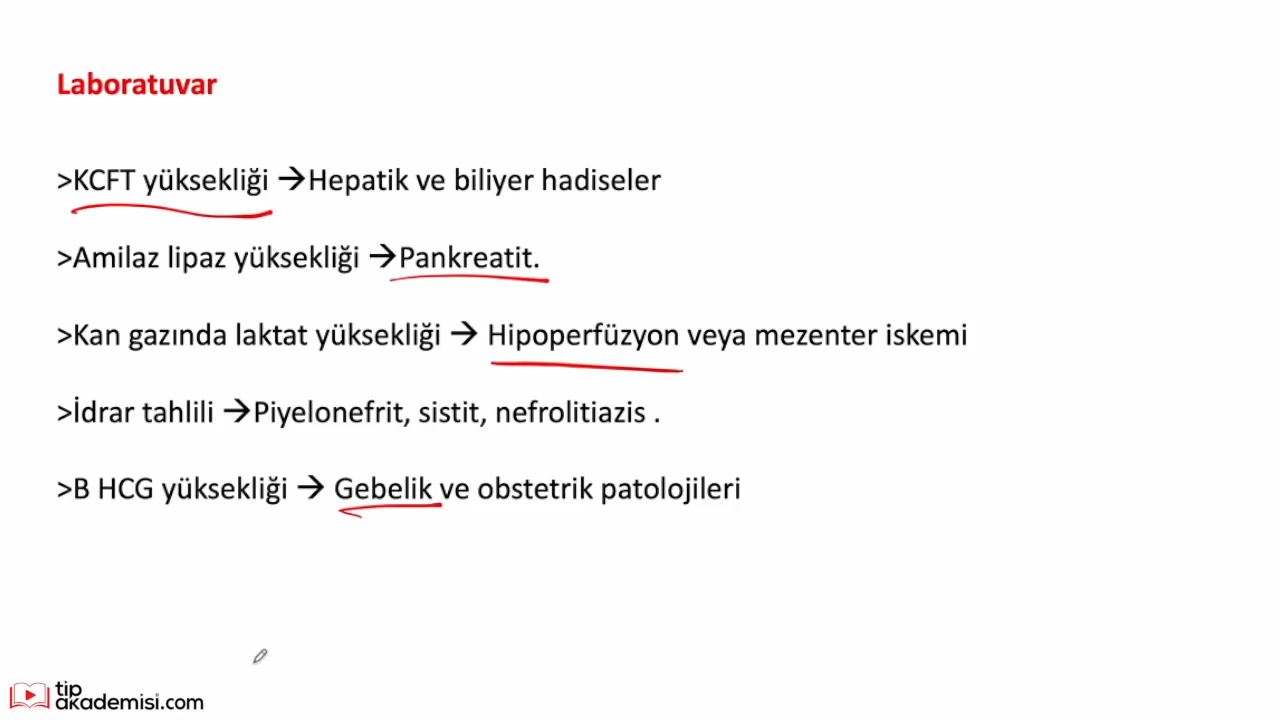 Laboratuvar
>KCFT yüksekliği →Hepatik ve biliyer hadiseler
>Amilaz lipaz yüksekliği →Pankreatit.
>Kan gazında laktat yüksekliği → Hipoperfüzyon veya mezenter iskemi
>İdrar tahlili →Piyelonefrit, sistit, nefrolitiazis .
>B HCG yüksekliği → Gebelik ve obstetrik patolojileri
tip
akademisi.com